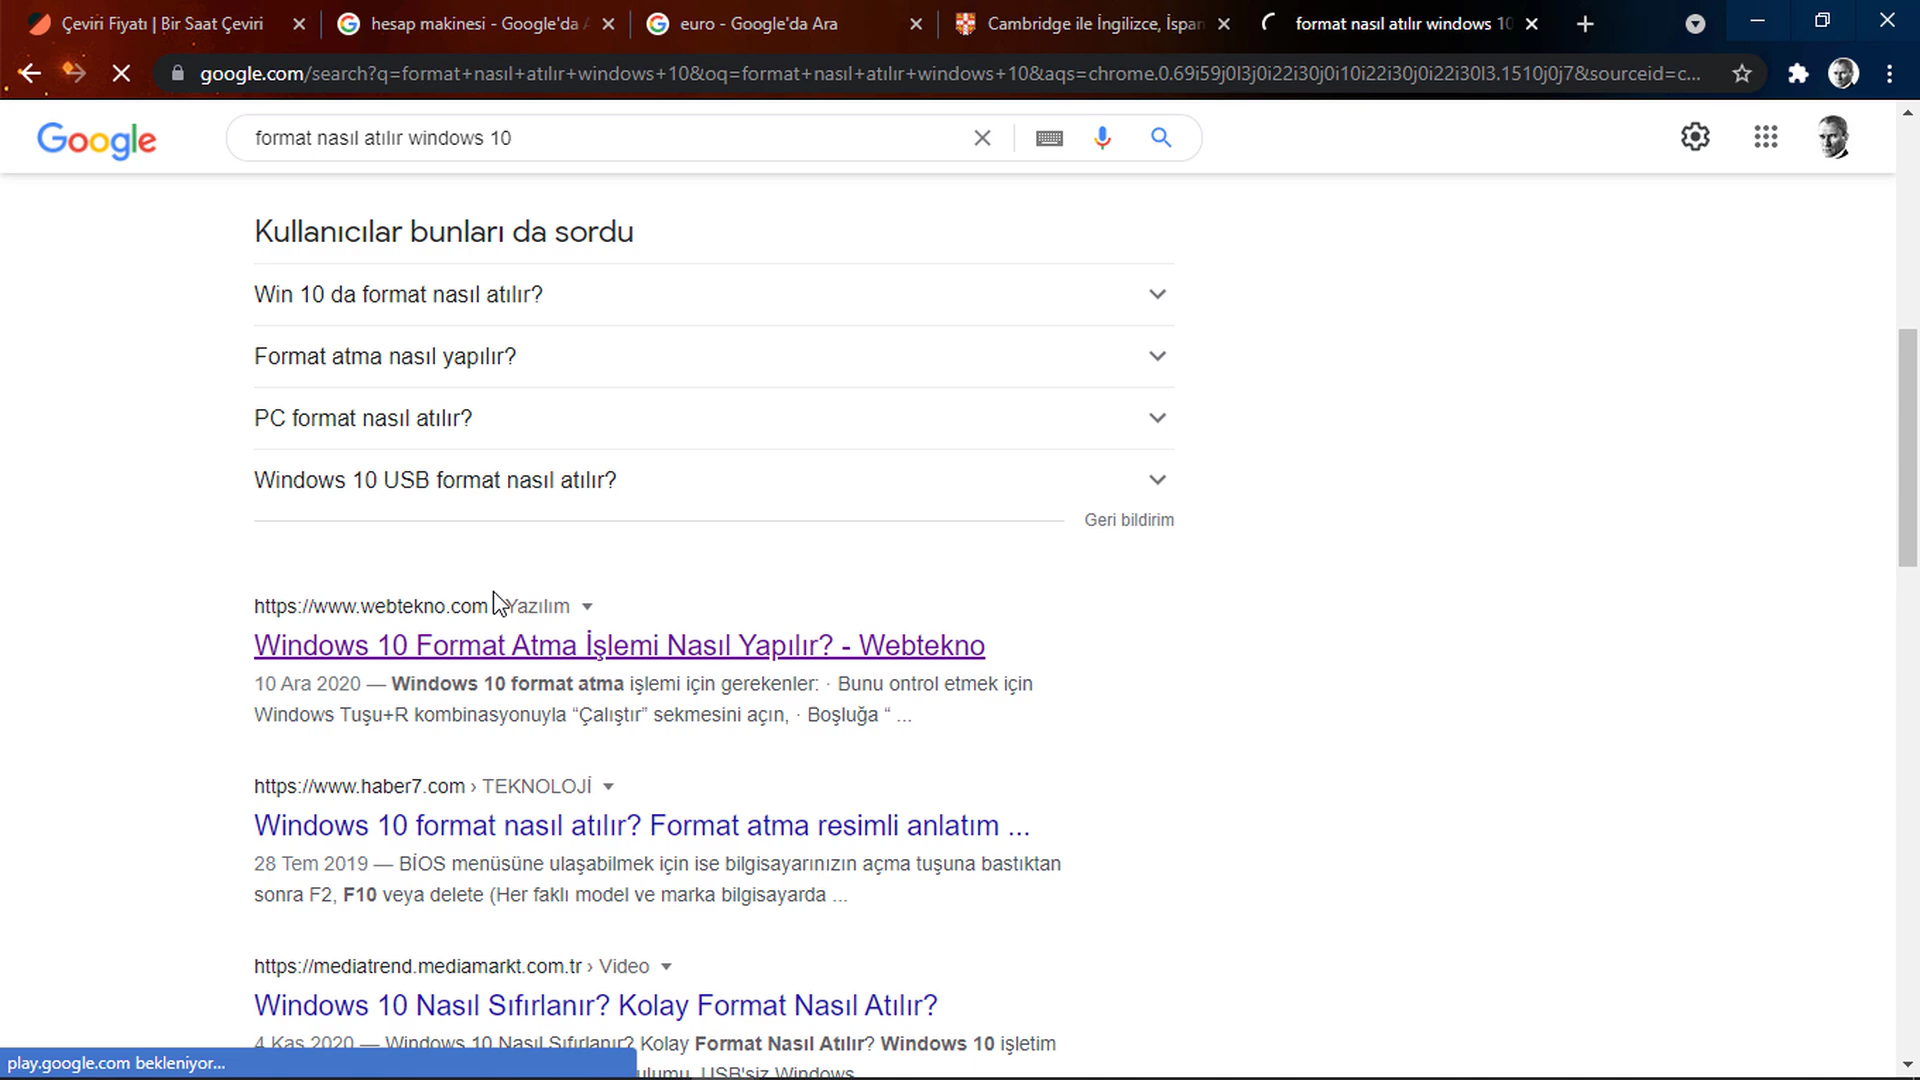 Çeviri Fiyatı | Bir Saat Çeviri
hesap makinesi - Google'da A
euro - Google'da Ara
Cambridge ile İngilizce, İspan
format nasıl atılır windows 10
google.com/search?q=format+nasıl+atılır+windows+10&oq=format+nasıl+atılır+windows+10&aqs=chrome.0.69i59j0l3j0i22i30j0i10i22i30j0i22i30l3.1510j0j7&sourceid=c...
Google
format nasıl atılır windows 10
Kullanıcılar bunları da sordu
Win 10 da format nasıl atılır?
Format atma nasıl yapılır?
PC format nasıl atılır?
Windows 10 USB format nasıl atılır?
Geri bildirim
https://www.webtekno.com Yazılım
Windows 10 Format Atma İşlemi Nasıl Yapılır? - Webtekno
10 Ara 2020 — Windows 10 format atma işlemi için gerekenler: · Bunu ontrol etmek için
Windows Tuşu+R kombinasyonuyla “Çalıştır” sekmesini açın, · Boşluğa “ ...
https://www.haber7.com › TEKNOLOJİ
Windows 10 format nasıl atılır? Format atma resimli anlatım ...
28 Tem 2019 — BİOS menüsüne ulaşabilmek için ise bilgisayarınızın açma tuşuna bastıktan
sonra F2, F10 veya delete (Her faklı model ve marka bilgisayarda ...
https://mediatrend.mediamarkt.com.tr › Video
Windows 10 Nasıl Sıfırlanır? Kolay Format Nasıl Atılır?
4 Kas 2020 — Windows 10 Nasıl Sıfırlanır? Kolay Format Nasıl Atılır? Windows 10 işletim
USB'siz Windows
play.google.com bekleniyor...